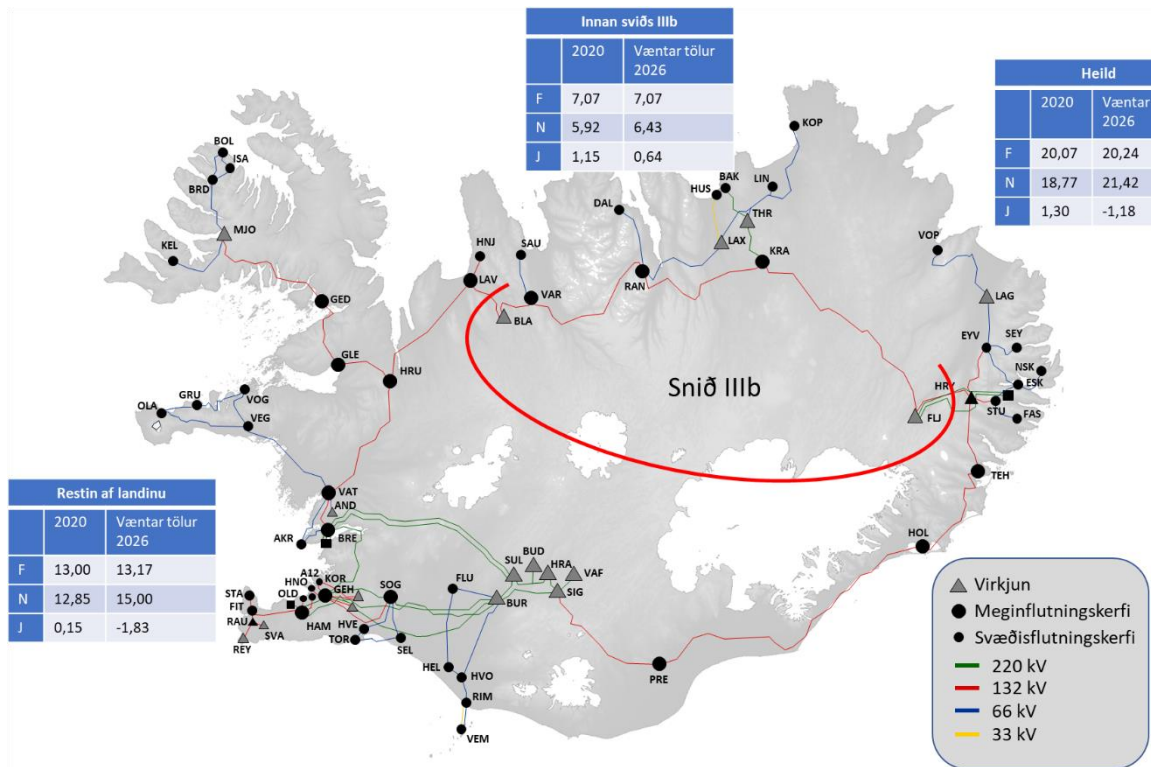 Innan sviðs IIIb
2020 Væntar tölur 2026
F 7,07 7,07
N 5,92 6,43
J 1,15 0,64
Heild
2020 Væntar 2026
F 20,07 20,24
N 18,77 21,42
J 1,30 -1,18
BOL
ISA
BRD
MJO
KEL
GED
GLE
HRU
HNJ
LAV
SAU
VAR
BLA
DAL
RAN
HUS
BAK
LIN
KOP
THR
LAX
KRA
VOP
LAG
EYV
SEY
NSK
ESK
HRY
STU
FAS
FLJ
TEH
HOL
Snið IIIb
OLA
GRU
VOG
VEG
VAT
AND
BRE
AKR
Restin af landinu
2020 Væntar tölur 2026
F 13,00 13,17
N 12,85 15,00
J 0,15 -1,83
A12
KOR
HNO
GEH
OLD
STA
FIT
RAU
SVA
REY
HAM
SOG
HVE
TOR
SEL
FLU
SUL
BUD
HRA
VAF
SIG
BUR
HEL
HVO
RIM
VEM
PRE
Virkjun
Meginflutningskerfi
Svæðisflutningskerfi
220 kV
132 kV
66 kV
33 kV